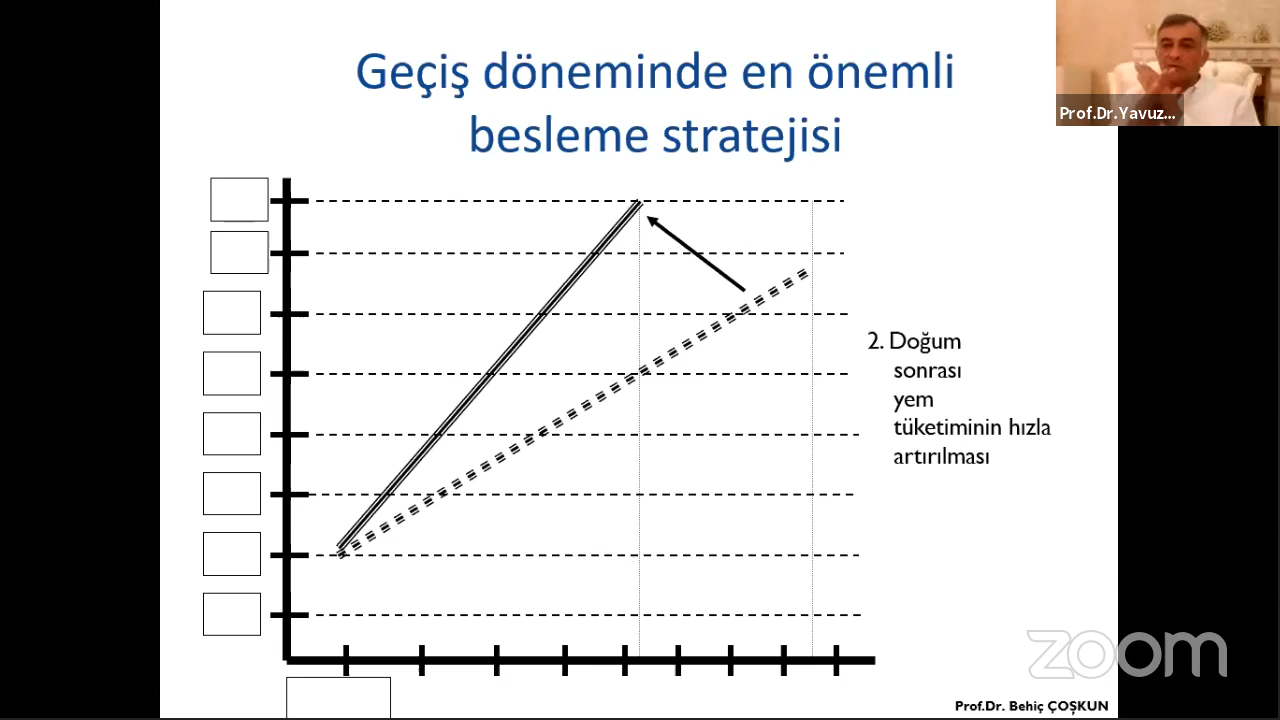 Geçiş döneminde en önemli
besleme stratejisi
Prof.Dr.Yavuz...
2. Doğum
sonrası
yem
tüketiminin hızla
artırılması
zoom
Prof.Dr. Behiç ÇOŞKUN